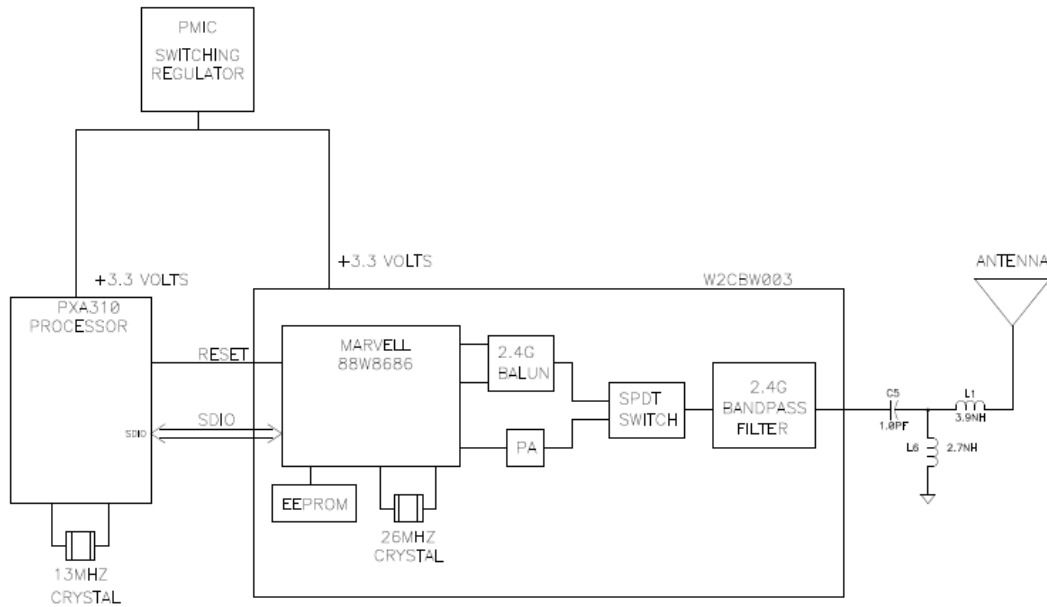 PMIC
SWITCHING
REGULATOR
+3.3 VOLTS
+3.3 VOLTS
W2CBW003
ANTENNA
PXA310
PROCESSOR
RESET
SDIO
SDIO
MARVELL
88W8686
2.4G
BALUN
PA
SPDT
SWITCH
2.4G
BANDPASS
FILTER
C5
1.0PF
L1
3.9NH
L6
2.7NH
EEPROM
26MHZ
CRYSTAL
13MHZ
CRYSTAL